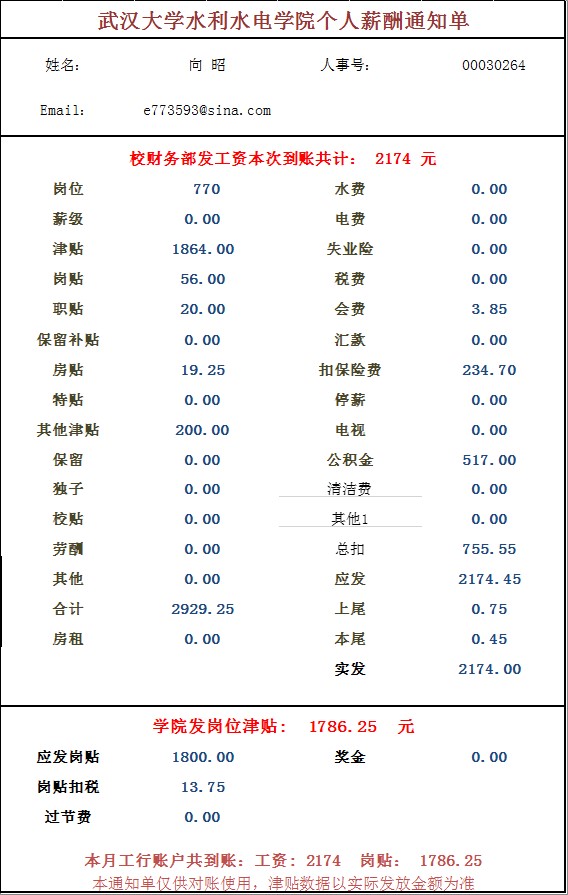 武汉大学水利水电学院个人薪酬通知单
姓名: 向 昭 人事号: 00030264
Email: e773593@sina.com
校财务部发工资本次到账共计: 2174 元
岗位 770 水费 0.00
薪级 0.00 电费 0.00
津贴 1864.00 失业险 0.00
岗贴 56.00 税费 0.00
职贴 20.00 会费 3.85
保留补贴 0.00 汇款 0.00
房贴 19.25 扣保险费 234.70
特贴 0.00 停薪 0.00
其他津贴 200.00 电视 0.00
保留 0.00 公积金 517.00
独子 0.00 清洁费 0.00
校贴 0.00 其他1 0.00
劳酬 0.00 总扣 755.55
其他 0.00 应发 2174.45
合计 2929.25 上尾 0.75
房租 0.00 本尾 0.45
实发 2174.00
学院发岗位津贴: 1786.25 元
应发岗贴 1800.00 奖金 0.00
岗贴扣税 13.75
过节费 0.00
本月工行账户共到账:工资: 2174 岗贴: 1786.25
本通知单仅供对账使用，津贴数据以实际发放金额为准